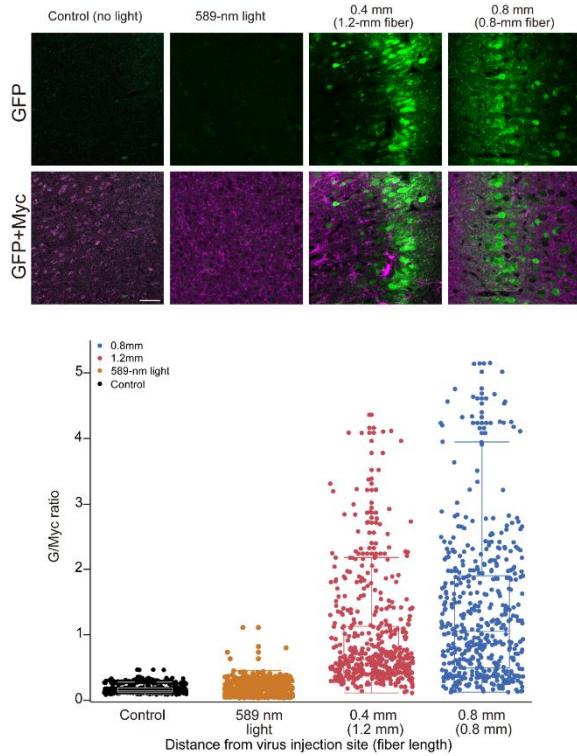 Control (no light)
589-nm light
0.4 mm
(1.2-mm fiber)
0.8 mm
(0.8-mm fiber)
GFP
GFP+Myc
0.8mm
1.2mm
589-nm light
Control
5
4
3
2
1
0
G/Myc ratio
Control
589 nm
light
0.4 mm
(1.2 mm)
0.8 mm
(0.8 mm)
Distance from virus injection site (fiber length)